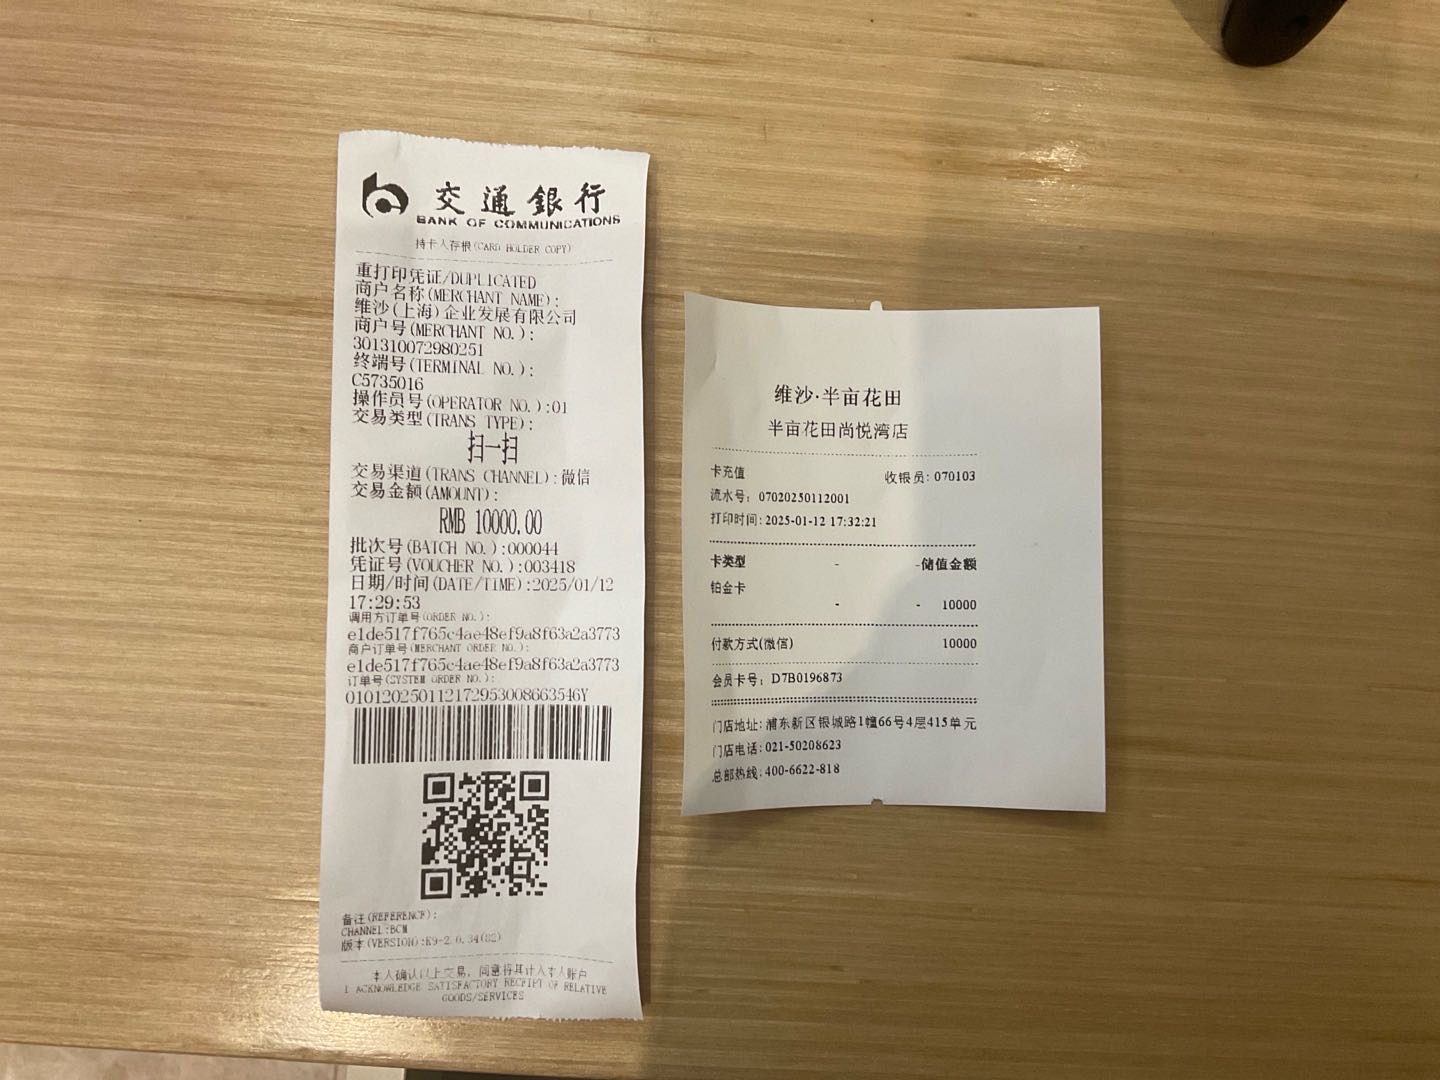 交通銀行
BANK OF COMMUNICATIONS
持卡人存根(CARD HOLDER COPY)
重打印凭证/DUPLICATED
商户名称(MERCHANT NAME):
维沙(上海)企业发展有限公司
商户号(MERCHANT NO.):
301310072980251
终端号(TERMINAL NO.):
C5735016
操作员号(OPERATOR NO.):01
交易类型(TRANS TYPE):
扫一扫
交易渠道(TRANS CHANNEL):微信
交易金额(AMOUNT):
RMB 10000.00
批次号(BATCH NO.):000044
凭证号(VOUCHER NO.):003418
日期/时间(DATE/TIME):2025/01/12
17:29:53
调用方订单号(ORDER NO.):
e1de517f765c4ae48ef9a8f63a2a3773
商户订单号(MERCHANT ORDER NO.):
e1de517f765c4ae48ef9a8f63a2a3773
订单号(SYSTEM ORDER NO.):
010120250112172953008663546Y
备注(REFERENCE):
CHANNEL:BCM
版本(VERSION):K9-2.0.34(82)
本人确认以上交易，同意将其计入本人账户
I ACKNOWLEDGE SATISFACTORY RECEIPT OF RELATIVE
GOODS/SERVICES
维沙·半亩花田
半亩花田尚悦湾店
卡充值 收银员: 070103
流水号: 07020250112001
打印时间: 2025-01-12 17:32:21
卡类型 - -储值金额
铂金卡
- - 10000
付款方式(微信) 10000
会员卡号: D7B0196873
门店地址: 浦东新区银城路1幢66号4层415单元
门店电话: 021-50208623
总部热线: 400-6622-818